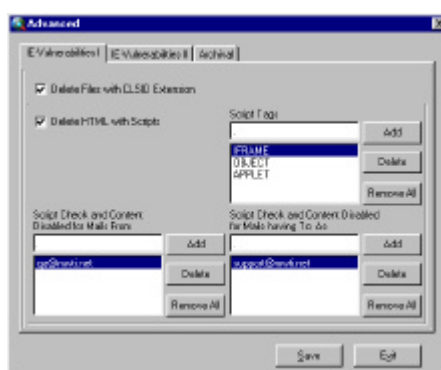 Advanced
IE Vulnerabilities I
IE Vulnerabilities II
Archival
Delete Files with CLSID Extension
Delete HTML with Scripts
Script Tags
Add
IFRAME
OBJECT
APPLET
Delete
Remove All
Script Check and Content
Disabled for Mails From
Add
Delete
Remove All
Script Check and Content Disabled
for Mails having To: As
Add
Delete
Remove All
Save
Exit